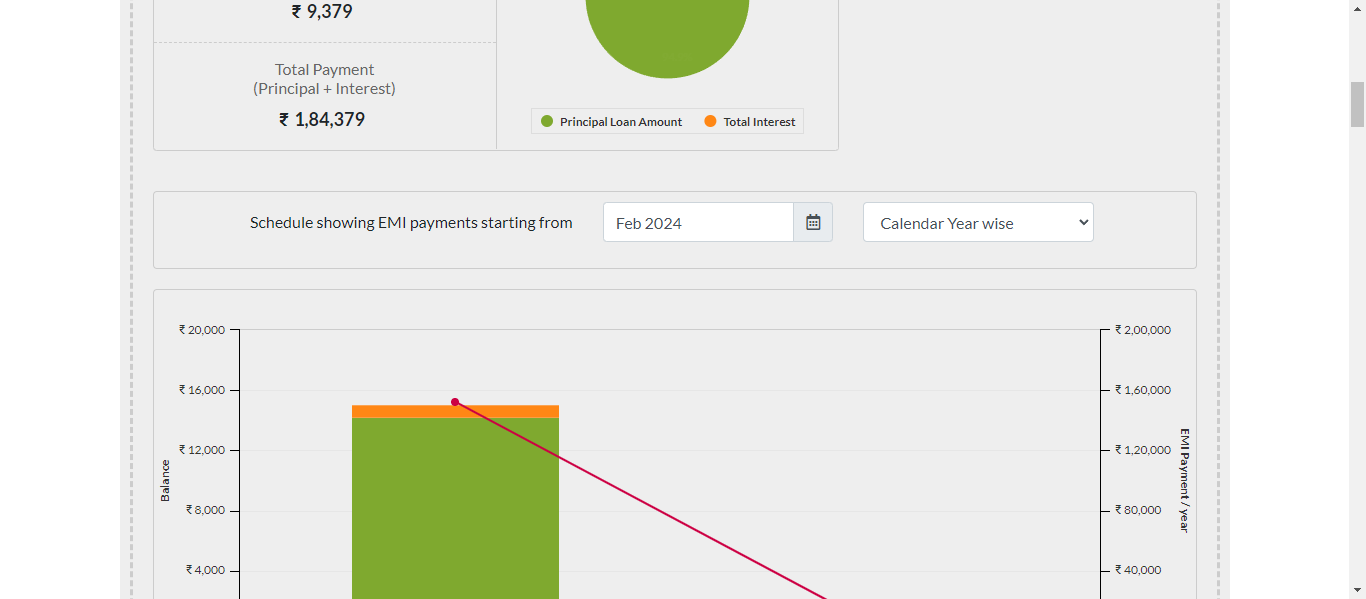 ₹ 9,379
Total Payment
(Principal + Interest)
₹ 1,84,379
Principal Loan Amount
Total Interest
Schedule showing EMI payments starting from
Feb 2024
Calendar Year wise
₹ 20,000
₹ 16,000
₹ 12,000
₹ 8,000
₹ 4,000
Balance
₹ 2,00,000
₹ 1,60,000
₹ 1,20,000
₹ 80,000
₹ 40,000
EMI Payment / year